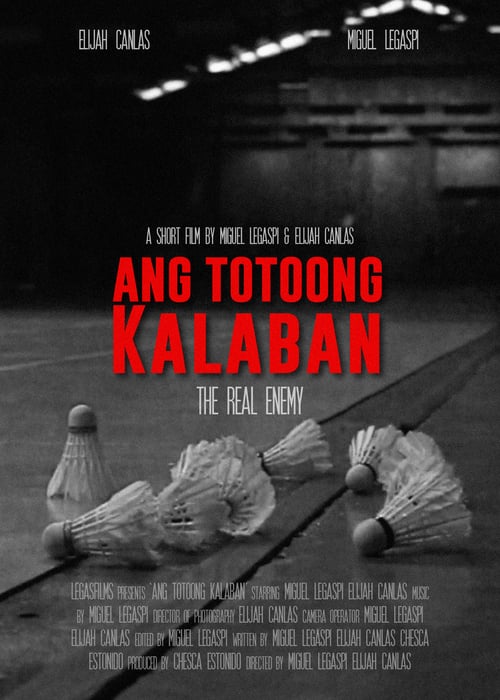 ELIJAH CANLAS MIGUEL LEGASPI
A SHORT FILM BY MIGUEL LEGASPI & ELIJAH CANLAS
ANG TOTOONG
KALABAN
THE REAL ENEMY
LEGASFILMS PRESENTS 'ANG TOTOONG KALABAN' STARRING MIGUEL LEGASPI ELIJAH CANLAS MUSIC
BY MIGUEL LEGASPI DIRECTOR OF PHOTOGRAPHY ELIJAH CANLAS CAMERA OPERATOR MIGUEL LEGASPI
ELIJAH CANLAS EDITED BY MIGUEL LEGASPI WRITTEN BY MIGUEL LEGASPI ELIJAH CANLAS CHESCA
ESTONIDO PRODUCED BY CHESCA ESTONIDO DIRECTED BY MIGUEL LEGASPI ELIJAH CANLAS